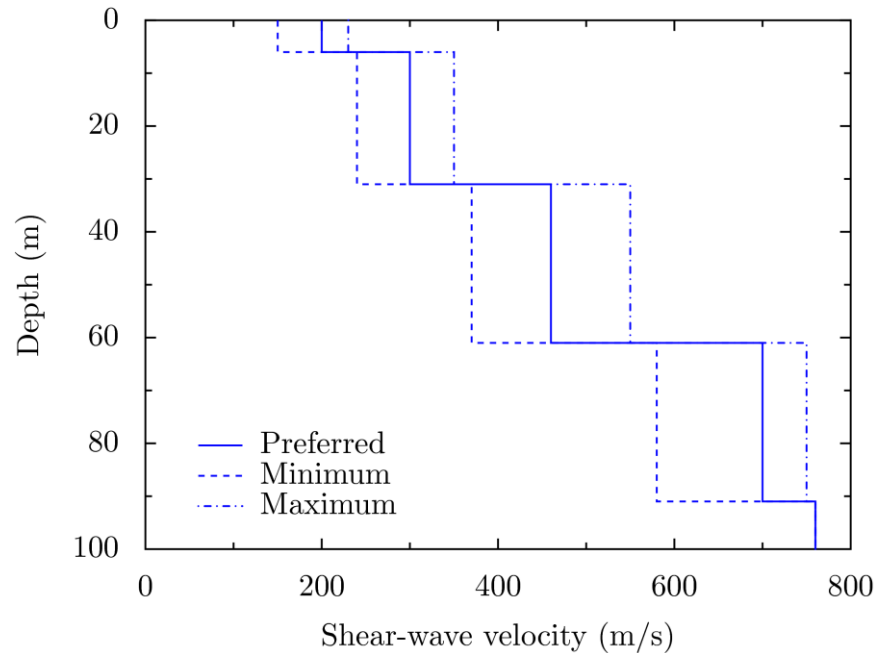 0
20
40
60
80
100
Depth (m)
Preferred
Minimum
Maximum
0 200 400 600 800
Shear-wave velocity (m/s)